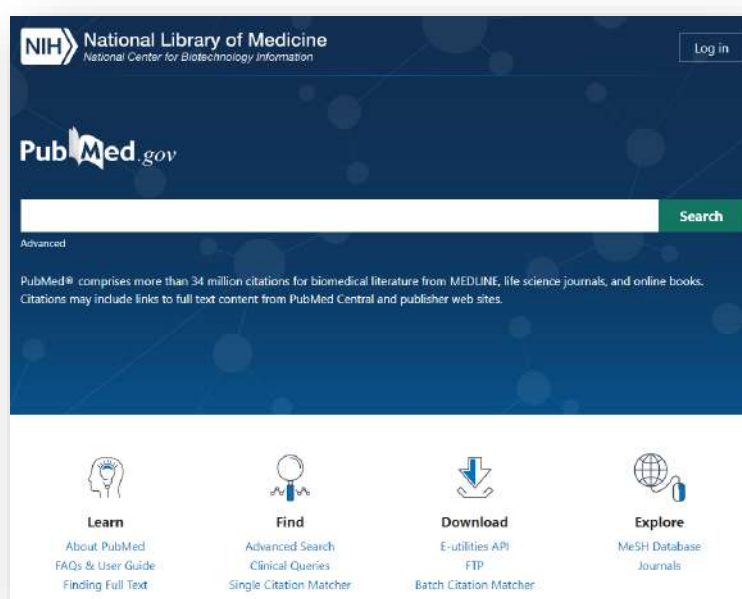 NIH National Library of Medicine
National Center for Biotechnology Information
Log in
PubMed.gov
Search
Advanced
PubMed® comprises more than 34 million citations for biomedical literature from MEDLINE, life science journals, and online books.
Citations may include links to full text content from PubMed Central and publisher web sites.
Learn
About PubMed
FAQs & User Guide
Finding Full Text
Find
Advanced Search
Clinical Queries
Single Citation Matcher
Download
E-utilities API
FTP
Batch Citation Matcher
Explore
MeSH Database
Journals